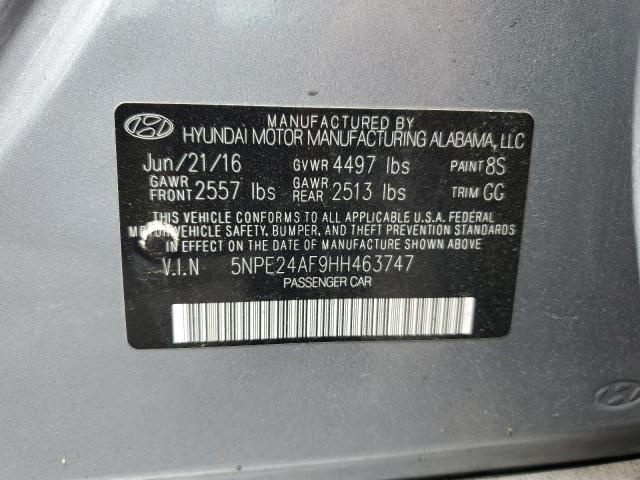 MANUFACTURED BY
HYUNDAI MOTOR MANUFACTURING ALABAMA, LLC
Jun/21/16 GVWR 4497 lbs PAINT 8S
GAWR FRONT 2557 lbs GAWR REAR 2513 lbs TRIM GG
THIS VEHICLE CONFORMS TO ALL APPLICABLE U.S.A. FEDERAL
MOTOR VEHICLE SAFETY, BUMPER, AND THEFT PREVENTION STANDARDS
IN EFFECT ON THE DATE OF MANUFACTURE SHOWN ABOVE.
V.I.N 5NPE24AF9HH463747
PASSENGER CAR